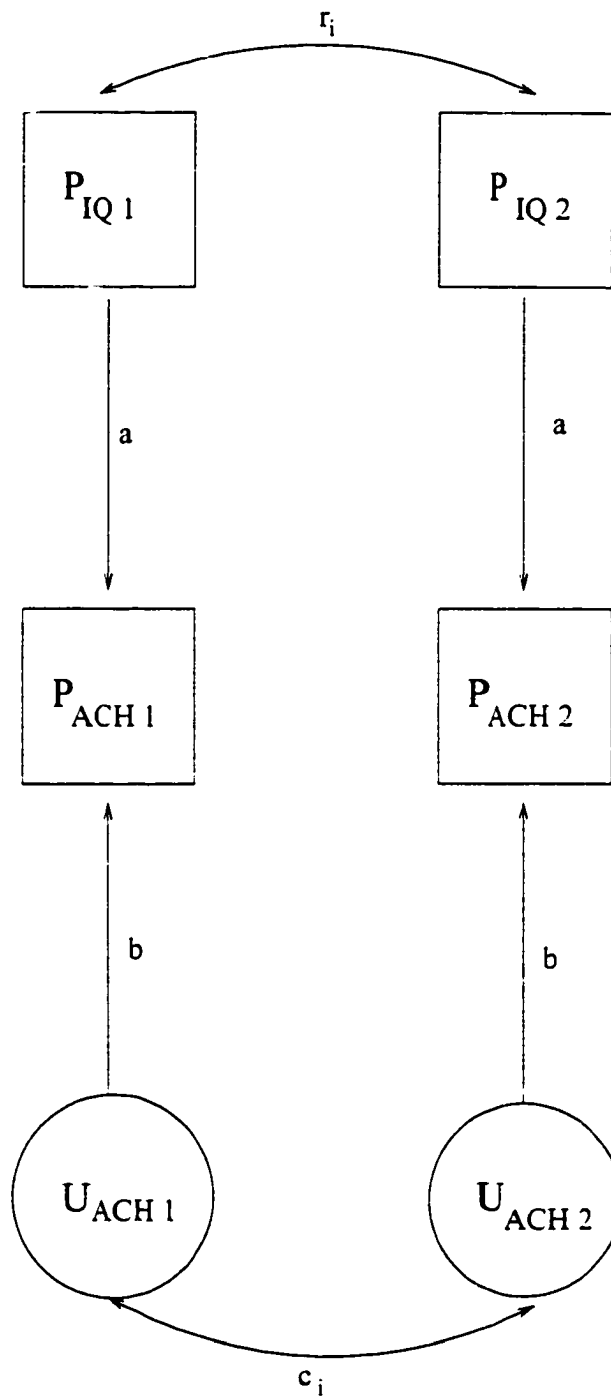 r_i
P_IQ 1 P_IQ 2
a a
P_ACH 1 P_ACH 2
b b
U_ACH 1 U_ACH 2
c_i